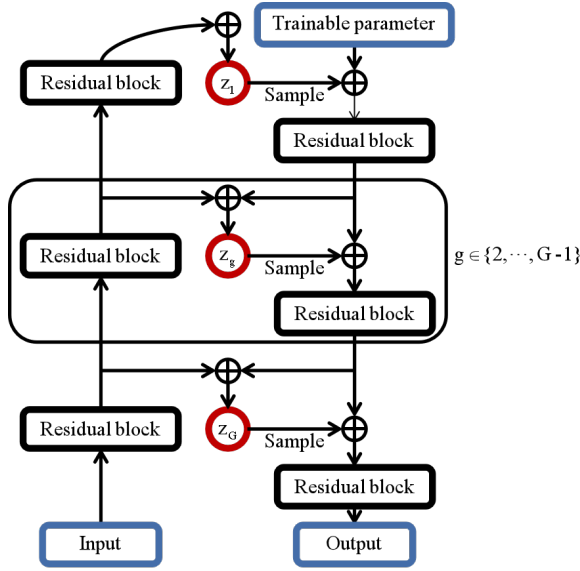 Trainable parameter
Residual block
z1
Sample
Residual block
Residual block
zg
Sample
g ∈ {2,⋯, G-1}
Residual block
Residual block
zG
Sample
Residual block
Input
Output